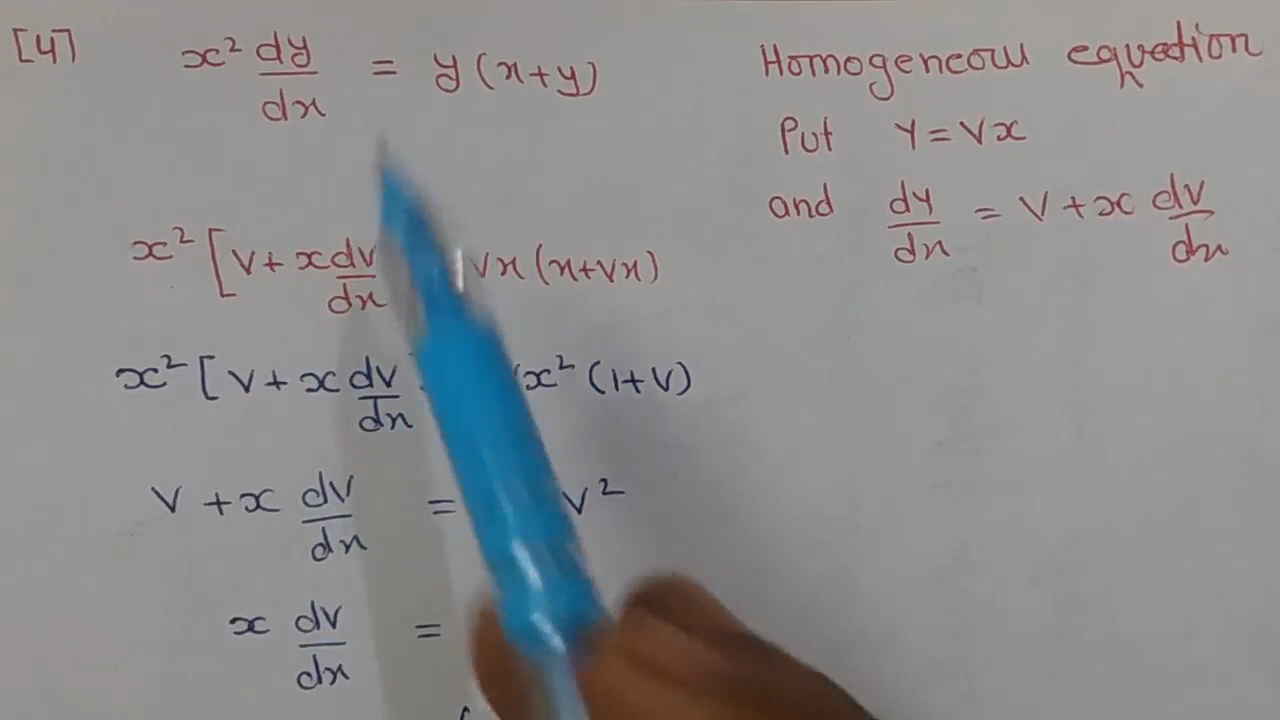 [4] x² dy/dx = y(x+y)
Homogeneous equation
Put Y = Vx
and dy/dx = V + x dv/dx
x² [V + x dv/dx Vx(x+Vx)
x² [V + x dv/dx x² (1+V)
V + x dv/dx = V²
x dv/dx =